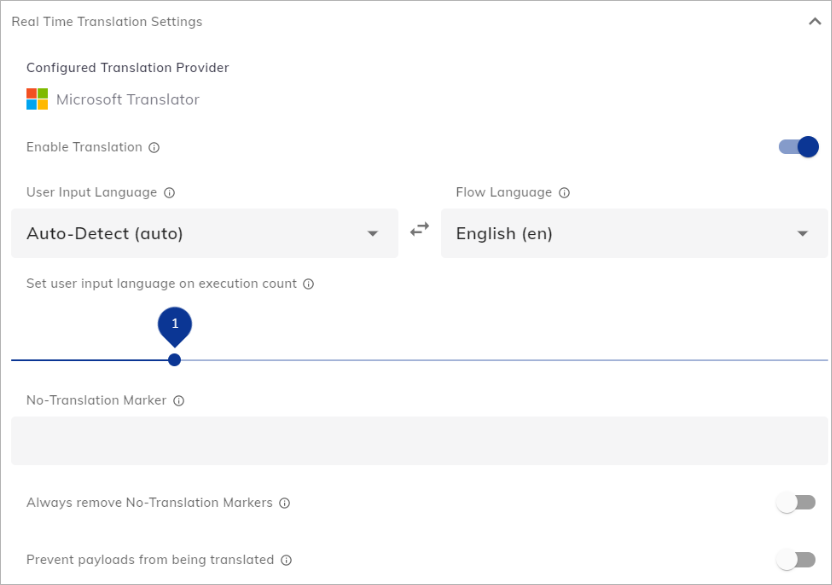 Real Time Translation Settings
Configured Translation Provider
Microsoft Translator
Enable Translation
User Input Language
Flow Language
Auto-Detect (auto)
English (en)
Set user input language on execution count
1
No-Translation Marker
Always remove No-Translation Markers
Prevent payloads from being translated